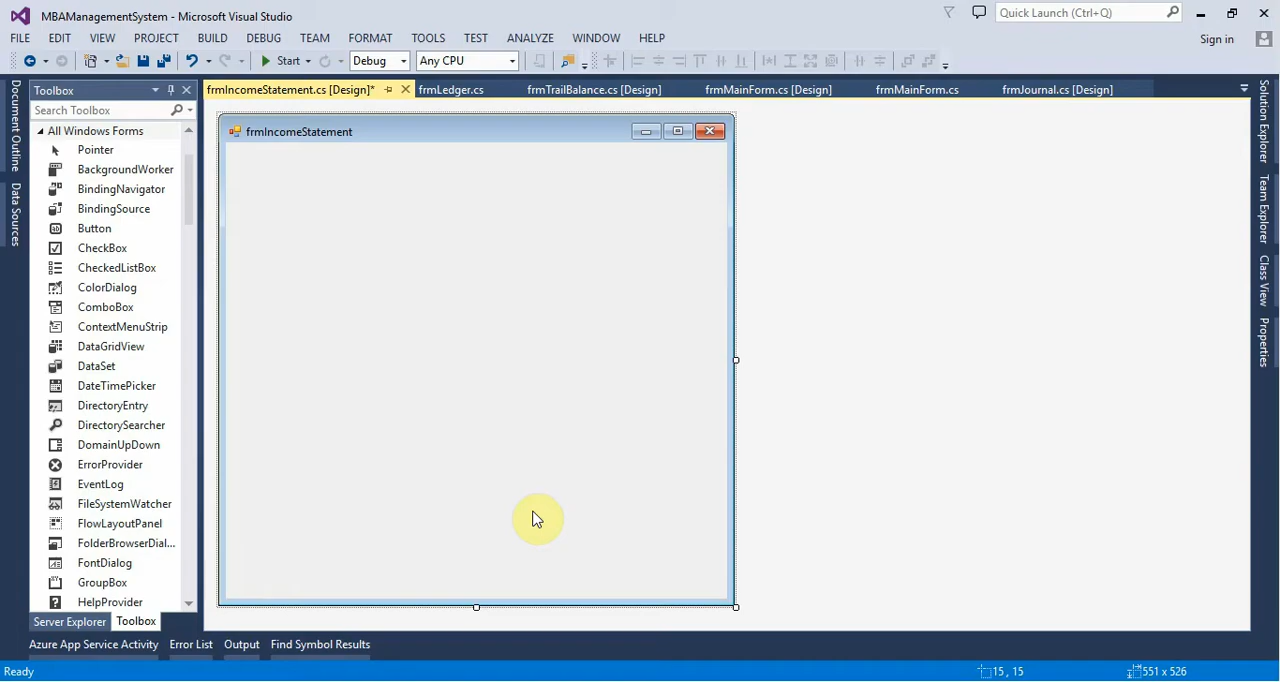 MBAManagementSystem - Microsoft Visual Studio
Quick Launch (Ctrl+Q)
FILE EDIT VIEW PROJECT BUILD DEBUG TEAM FORMAT TOOLS TEST ANALYZE WINDOW HELP
Sign in
Start Debug Any CPU
Document Outline
Data Sources
Toolbox
Search Toolbox
All Windows Forms
Pointer
BackgroundWorker
BindingNavigator
BindingSource
Button
CheckBox
CheckedListBox
ColorDialog
ComboBox
ContextMenuStrip
DataGridView
DataSet
DateTimePicker
DirectoryEntry
DirectorySearcher
DomainUpDown
ErrorProvider
EventLog
FileSystemWatcher
FlowLayoutPanel
FolderBrowserDial...
FontDialog
GroupBox
HelpProvider
Server Explorer Toolbox
frmIncomeStatement.cs [Design]* frmLedger.cs frmTrailBalance.cs [Design] frmMainForm.cs [Design] frmMainForm.cs frmJournal.cs [Design]
frmIncomeStatement
Solution Explorer
Team Explorer
Class View
Properties
Azure App Service Activity Error List Output Find Symbol Results
Ready 15 , 15 551 x 526